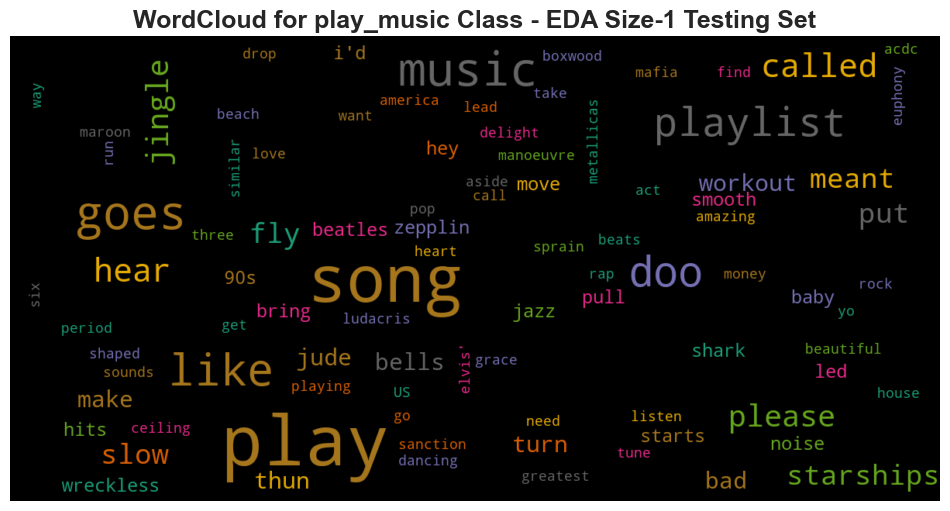 WordCloud for play_music Class - EDA Size-1 Testing Set
drop i'd music boxwood called acdc
way jingle america lead take mafia find euphony
beach want playlist
maroon run similar love hey delight manoeuvre metallicas
aside call move act workout smooth meant
goes pop amazing put
three fly beatles zepplin sprain beats
hear 90s song heart doo rap money rock
six bring ludacris jazz pull baby yo
period get
shaped sounds like jude bells elvis' grace shark led beautiful
make playing US house
hits ceiling play go need listen please
slow sanction dancing turn tune starts noise
wreckless thun greatest bad starships